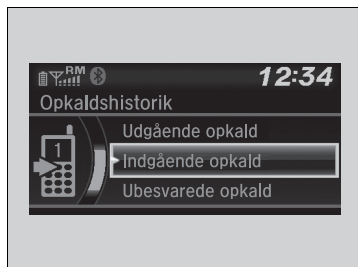 RM
12:34
Opkaldshistorik
Udgående opkald
1
Indgående opkald
Ubesvarede opkald